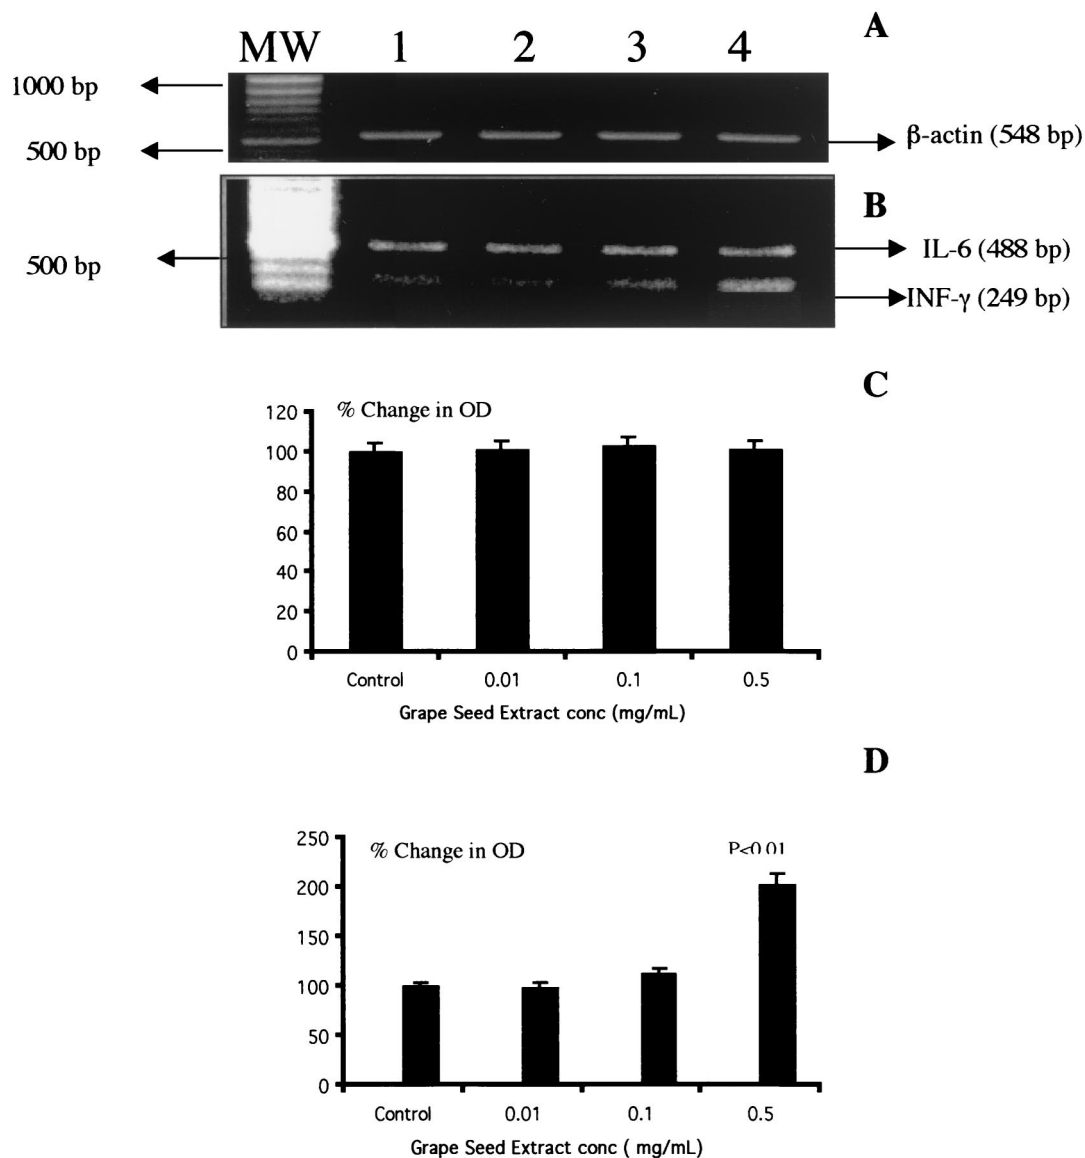 A
MW 1 2 3 4
1000 bp
500 bp
β-actin (548 bp)
B
500 bp
IL-6 (488 bp)
INF-γ (249 bp)
C
% Change in OD
120
100
80
60
40
20
0
Control 0.01 0.1 0.5
Grape Seed Extract conc (mg/mL)
D
% Change in OD
P<0.01
250
200
150
100
50
0
Control 0.01 0.1 0.5
Grape Seed Extract conc ( mg/mL)